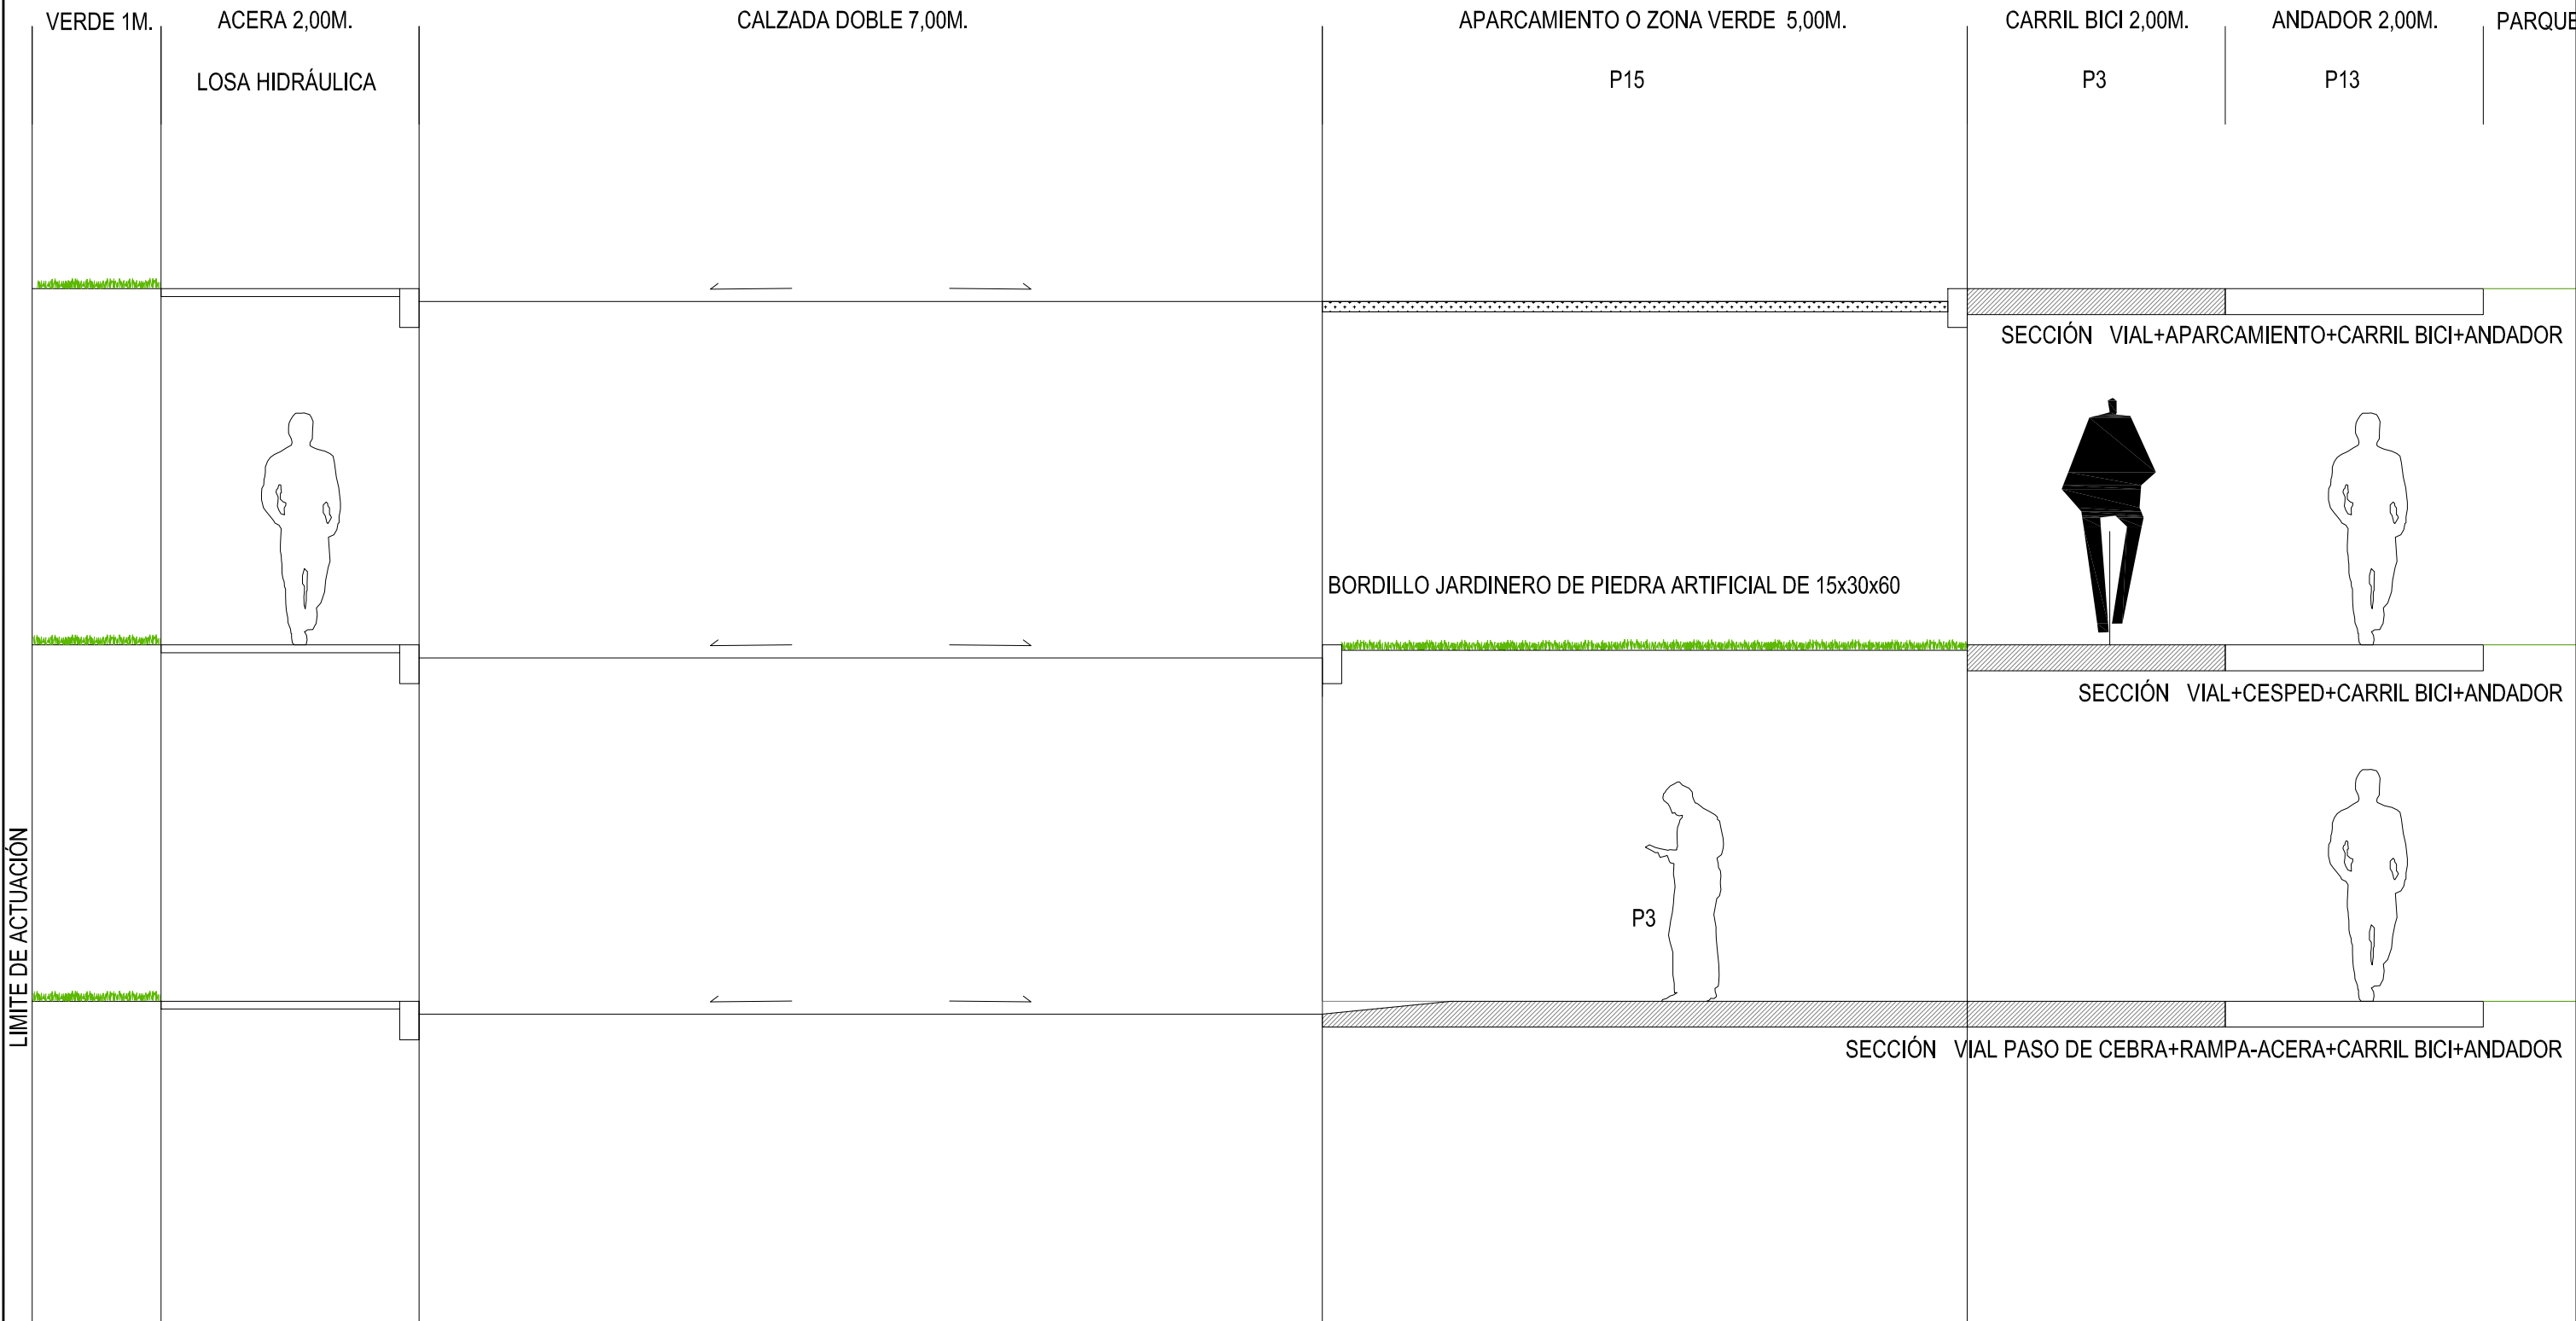 VERDE 1M.
ACERA 2,00M.
CALZADA DOBLE 7,00M.
APARCAMIENTO O ZONA VERDE 5,00M.
CARRIL BICI 2,00M.
ANDADOR 2,00M.
PARQUE
LOSA HIDRÁULICA
P15
P3
P13
SECCIÓN VIAL+APARCAMIENTO+CARRIL BICI+ANDADOR
BORDILLO JARDINERO DE PIEDRA ARTIFICIAL DE 15x30x60
SECCIÓN VIAL+CESPED+CARRIL BICI+ANDADOR
P3
LIMITE DE ACTUACIÓN
SECCIÓN VIAL PASO DE CEBRA+RAMPA-ACERA+CARRIL BICI+ANDADOR